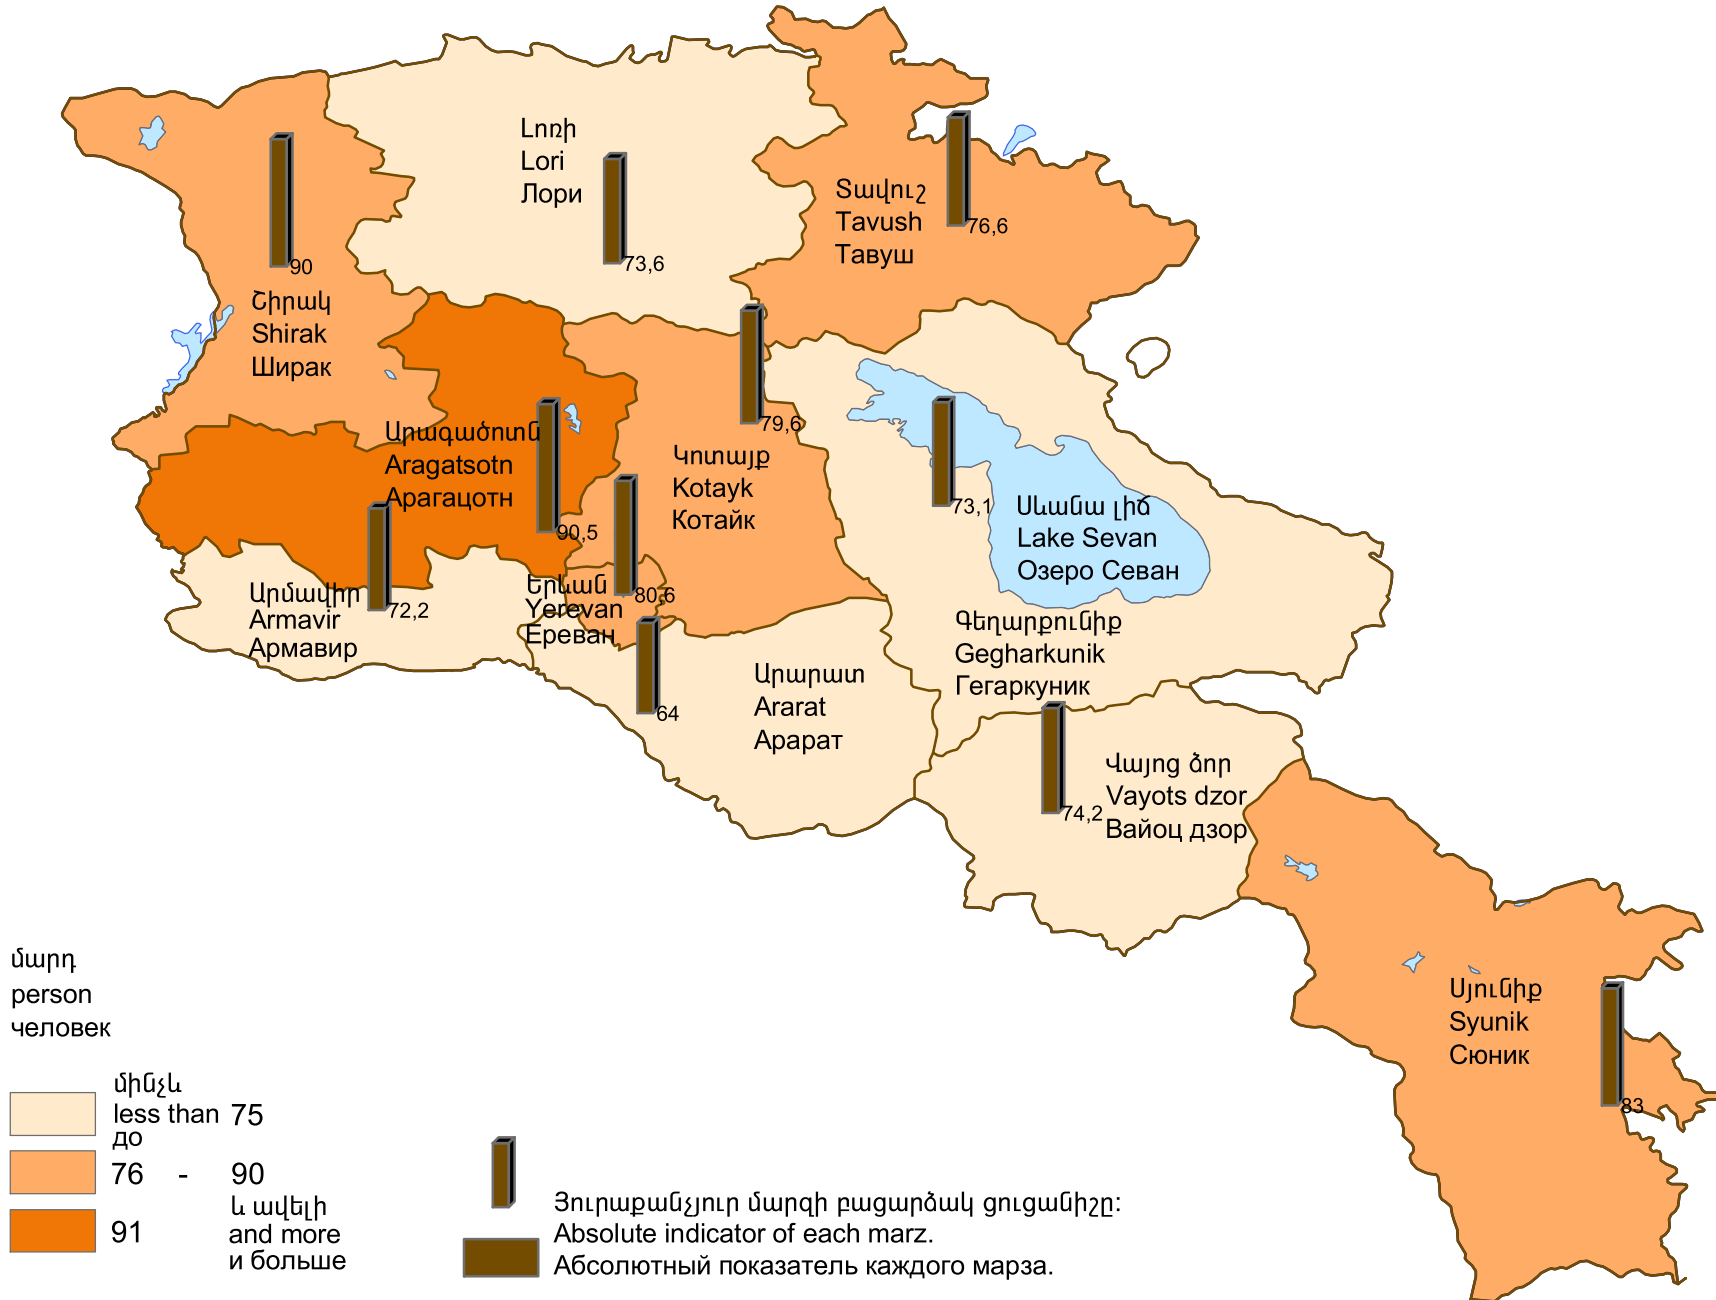 Լոռի
Lori
Лори
73,6
Տավուշ
Tavush
Тавуш
76,6
90
Շիրակ
Shirak
Ширак
79,6
Կոտայք
Kotayk
Котайк
Արագածոտն
Aragatsotn
Арагацотн
90,5
73,1
Սևանա լիճ
Lake Sevan
Озеро Севан
Արմավիր
Armavir
Армавир
72,2
Երևան
Yerevan
Ереван
80,6
Գեղարքունիք
Gegharkunik
Гегаркуник
64
Արարատ
Ararat
Арарат
74,2
Վայոց ձոր
Vayots dzor
Вайоц дзор
Սյունիք
Syunik
Сюник
83
մարդ
person
человек
մինչև
less than 75
до
76 - 90
91
և ավելի
and more
и больше
Յուրաքանչյուր մարզի բացարձակ ցուցանիշը:
Absolute indicator of each marz.
Абсолютный показатель каждого марза.